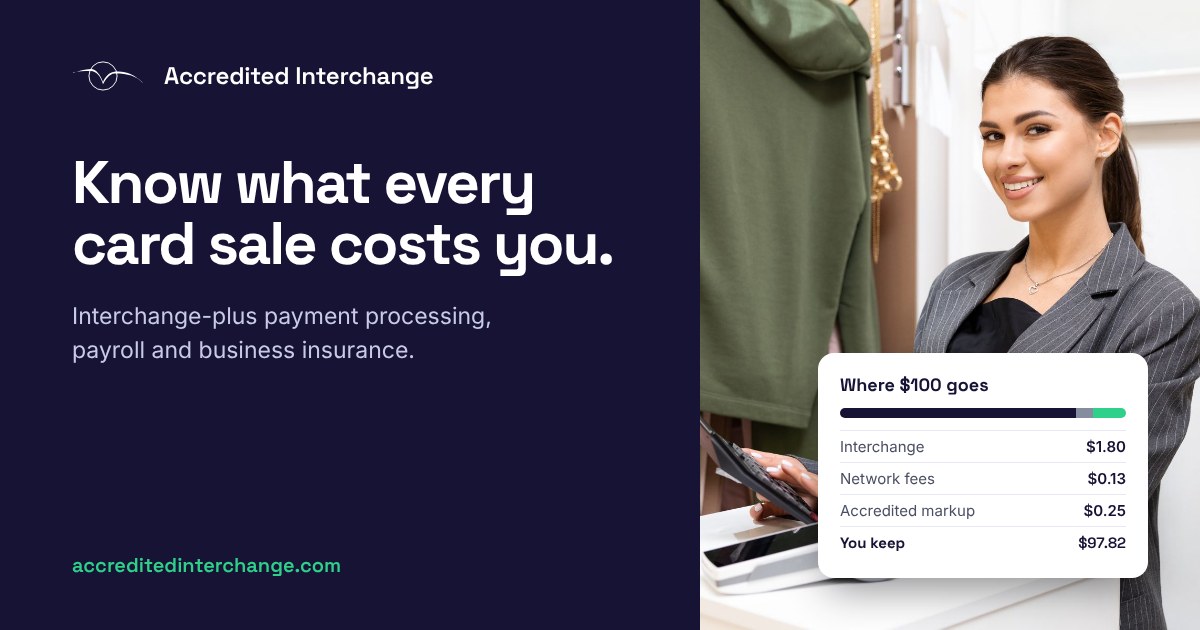 Accredited Interchange
Know what every
card sale costs you.
Interchange-plus payment processing,
payroll and business insurance.
accreditedinterchange.com
Where $100 goes
Interchange $1.80
Network fees $0.13
Accredited markup $0.25
You keep $97.82